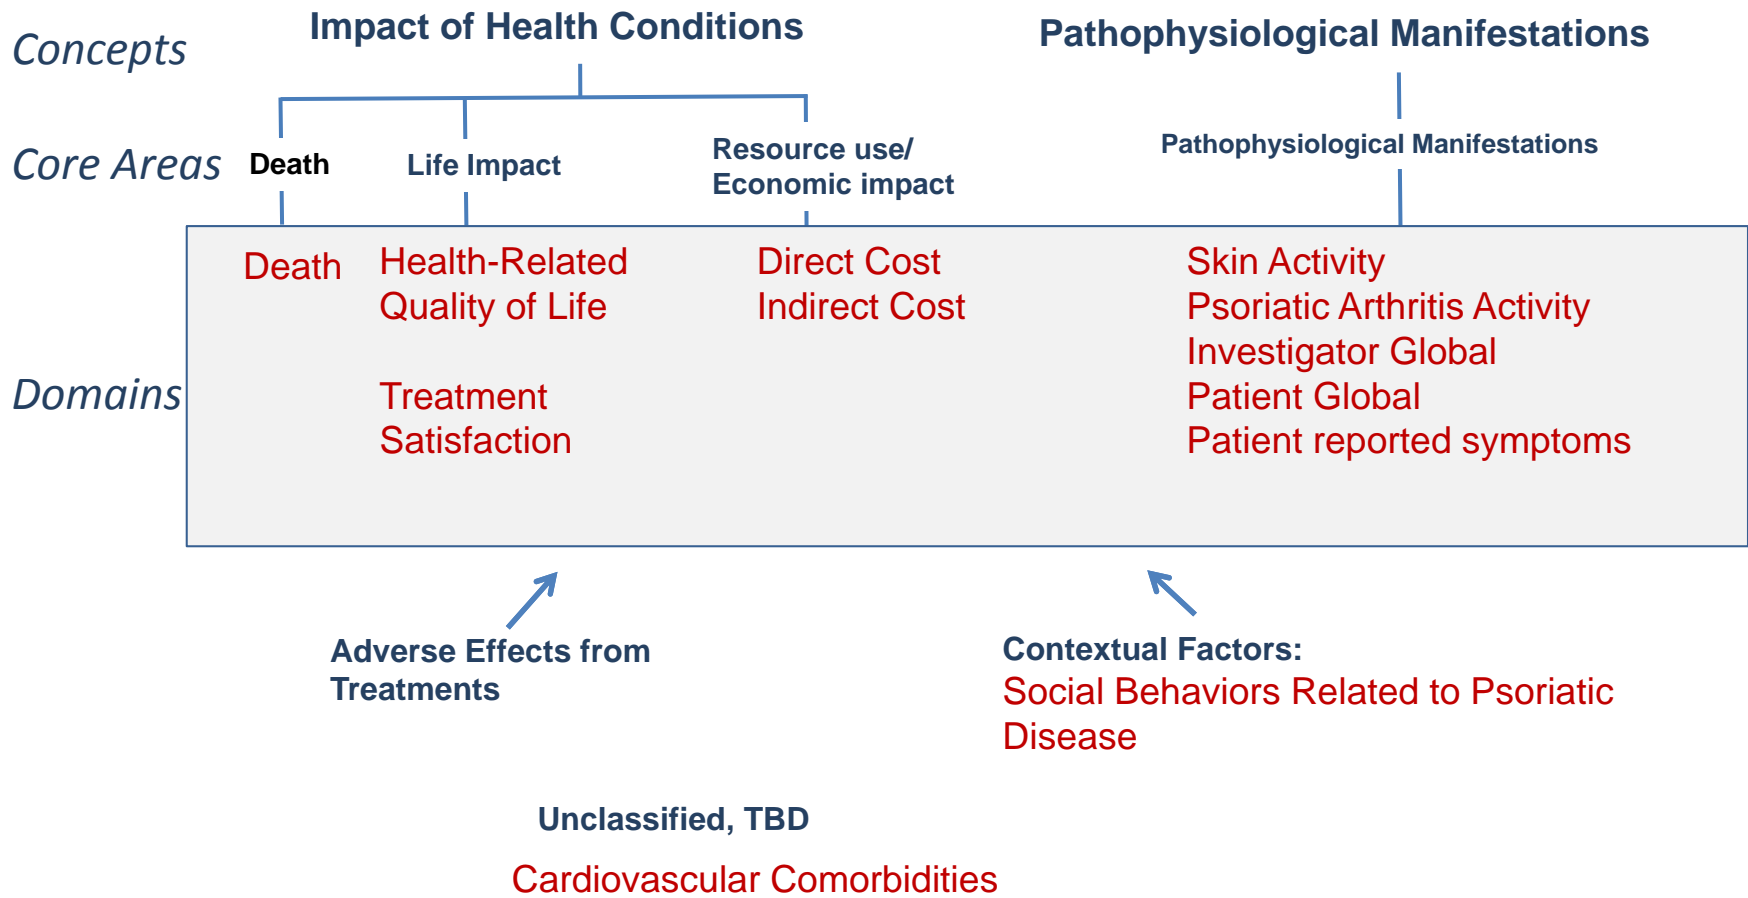 Concepts
Impact of Health Conditions
Pathophysiological Manifestations
Core Areas
Death
Life Impact
Resource use/
Economic impact
Pathophysiological Manifestations
Domains
Death
Health-Related
Quality of Life
Treatment
Satisfaction
Direct Cost
Indirect Cost
Skin Activity
Psoriatic Arthritis Activity
Investigator Global
Patient Global
Patient reported symptoms
Adverse Effects from
Treatments
Contextual Factors:
Social Behaviors Related to Psoriatic
Disease
Unclassified, TBD
Cardiovascular Comorbidities